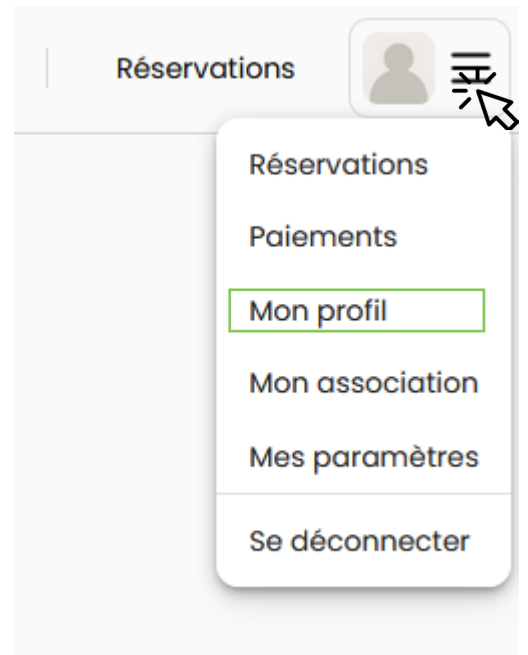 Réservations
Réservations
Paiements
Mon profil
Mon association
Mes paramètres
Se déconnecter